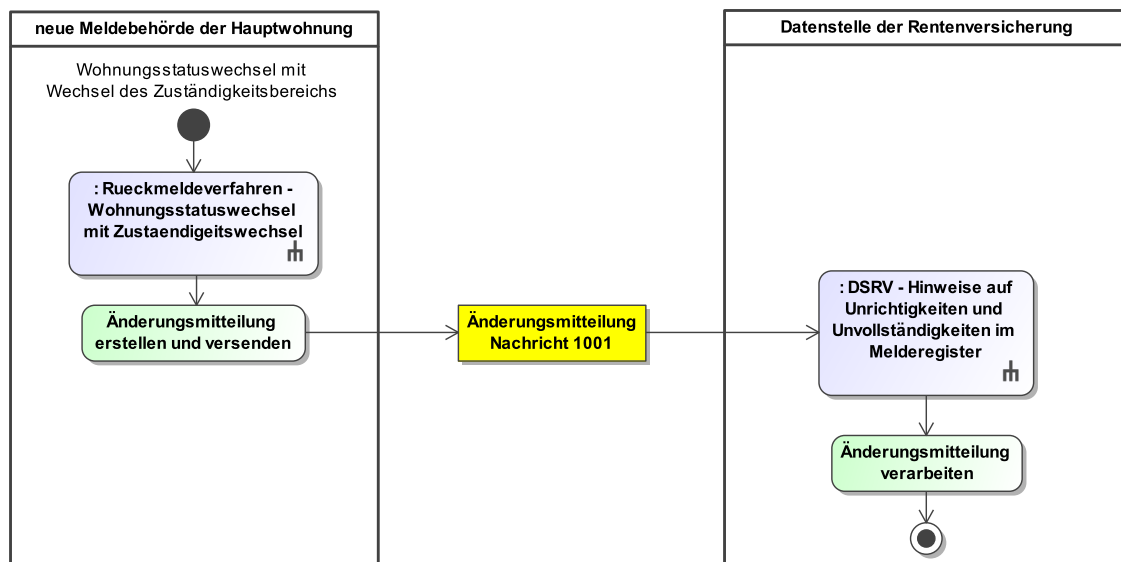 neue Meldebehörde der Hauptwohnung
Wohnungsstatuswechsel mit
Wechsel des Zuständigkeitsbereichs
: Rueckmeldeverfahren -
Wohnungsstatuswechsel
mit Zustaendigeitswechsel
Änderungsmitteilung
erstellen und versenden
Änderungsmitteilung
Nachricht 1001
Datenstelle der Rentenversicherung
: DSRV - Hinweise auf
Unrichtigkeiten und
Unvollständigkeiten im
Melderegister
Änderungsmitteilung
verarbeiten